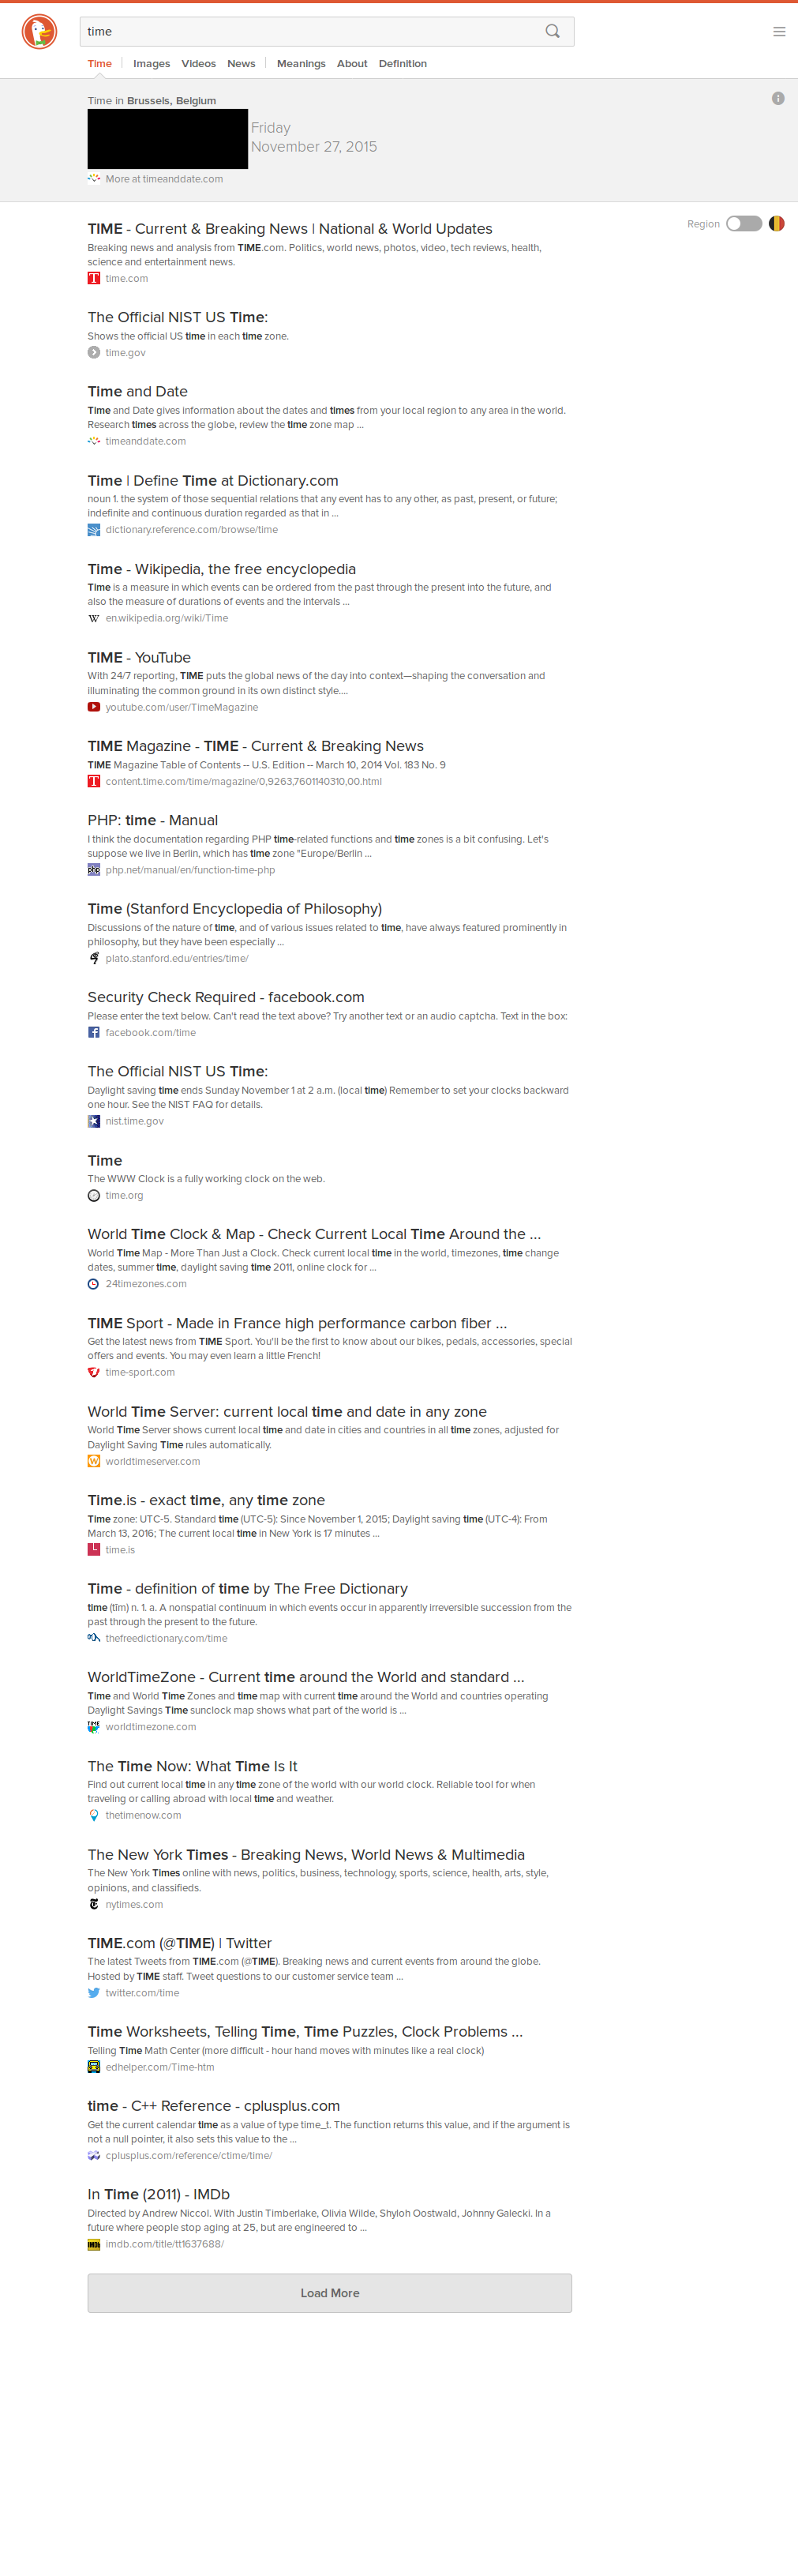 time
Time Images Videos News Meanings About Definition
Time in Brussels, Belgium
Friday
November 27, 2015
More at timeanddate.com
Region
TIME - Current & Breaking News | National & World Updates
Breaking news and analysis from TIME.com. Politics, world news, photos, video, tech reviews, health,
science and entertainment news.
time.com
The Official NIST US Time:
Shows the official US time in each time zone.
time.gov
Time and Date
Time and Date gives information about the dates and times from your local region to any area in the world.
Research times across the globe, review the time zone map ...
timeanddate.com
Time | Define Time at Dictionary.com
noun 1. the system of those sequential relations that any event has to any other, as past, present, or future;
indefinite and continuous duration regarded as that in ...
dictionary.reference.com/browse/time
Time - Wikipedia, the free encyclopedia
Time is a measure in which events can be ordered from the past through the present into the future, and
also the measure of durations of events and the intervals ...
en.wikipedia.org/wiki/Time
TIME - YouTube
With 24/7 reporting, TIME puts the global news of the day into context—shaping the conversation and
illuminating the common ground in its own distinct style....
youtube.com/user/TimeMagazine
TIME Magazine - TIME - Current & Breaking News
TIME Magazine Table of Contents -- U.S. Edition -- March 10, 2014 Vol. 183 No. 9
content.time.com/time/magazine/0,9263,7601140310,00.html
PHP: time - Manual
I think the documentation regarding PHP time-related functions and time zones is a bit confusing. Let's
suppose we live in Berlin, which has time zone "Europe/Berlin ...
php.net/manual/en/function-time-php
Time (Stanford Encyclopedia of Philosophy)
Discussions of the nature of time, and of various issues related to time, have always featured prominently in
philosophy, but they have been especially ...
plato.stanford.edu/entries/time/
Security Check Required - facebook.com
Please enter the text below. Can't read the text above? Try another text or an audio captcha. Text in the box:
facebook.com/time
The Official NIST US Time:
Daylight saving time ends Sunday November 1 at 2 a.m. (local time) Remember to set your clocks backward
one hour. See the NIST FAQ for details.
nist.time.gov
Time
The WWW Clock is a fully working clock on the web.
time.org
World Time Clock & Map - Check Current Local Time Around the ...
World Time Map - More Than Just a Clock. Check current local time in the world, timezones, time change
dates, summer time, daylight saving time 2011, online clock for ...
24timezones.com
TIME Sport - Made in France high performance carbon fiber ...
Get the latest news from TIME Sport. You'll be the first to know about our bikes, pedals, accessories, special
offers and events. You may even learn a little French!
time-sport.com
World Time Server: current local time and date in any zone
World Time Server shows current local time and date in cities and countries in all time zones, adjusted for
Daylight Saving Time rules automatically.
worldtimeserver.com
Time.is - exact time, any time zone
Time zone: UTC-5. Standard time (UTC-5): Since November 1, 2015; Daylight saving time (UTC-4): From
March 13, 2016; The current local time in New York is 17 minutes ...
time.is
Time - definition of time by The Free Dictionary
time (tīm) n. 1. a. A nonspatial continuum in which events occur in apparently irreversible succession from the
past through the present to the future.
thefreedictionary.com/time
WorldTimeZone - Current time around the World and standard ...
Time and World Time Zones and time map with current time around the World and countries operating
Daylight Savings Time sunclock map shows what part of the world is ...
worldtimezone.com
The Time Now: What Time Is It
Find out current local time in any time zone of the world with our world clock. Reliable tool for when
traveling or calling abroad with local time and weather.
thetimenow.com
The New York Times - Breaking News, World News & Multimedia
The New York Times online with news, politics, business, technology, sports, science, health, arts, style,
opinions, and classifieds.
nytimes.com
TIME.com (@TIME) | Twitter
The latest Tweets from TIME.com (@TIME). Breaking news and current events from around the globe.
Hosted by TIME staff. Tweet questions to our customer service team ...
twitter.com/time
Time Worksheets, Telling Time, Time Puzzles, Clock Problems ...
Telling Time Math Center (more difficult - hour hand moves with minutes like a real clock)
edhelper.com/Time-htm
time - C++ Reference - cplusplus.com
Get the current calendar time as a value of type time_t. The function returns this value, and if the argument is
not a null pointer, it also sets this value to the ...
cplusplus.com/reference/ctime/time/
In Time (2011) - IMDb
Directed by Andrew Niccol. With Justin Timberlake, Olivia Wilde, Shyloh Oostwald, Johnny Galecki. In a
future where people stop aging at 25, but are engineered to ...
imdb.com/title/tt1637688/
Load More